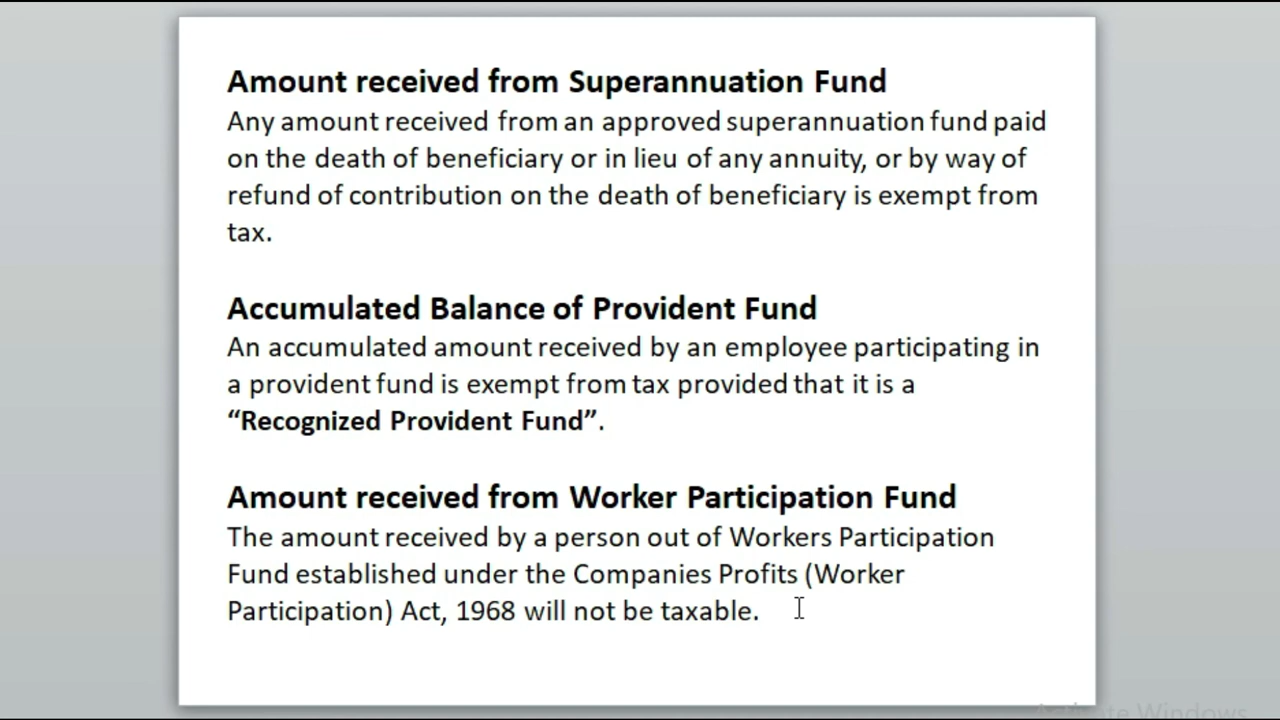 Amount received from Superannuation Fund
Any amount received from an approved superannuation fund paid
on the death of beneficiary or in lieu of any annuity, or by way of
refund of contribution on the death of beneficiary is exempt from
tax.
Accumulated Balance of Provident Fund
An accumulated amount received by an employee participating in
a provident fund is exempt from tax provided that it is a
“Recognized Provident Fund”.
Amount received from Worker Participation Fund
The amount received by a person out of Workers Participation
Fund established under the Companies Profits (Worker
Participation) Act, 1968 will not be taxable.
Activate Windows